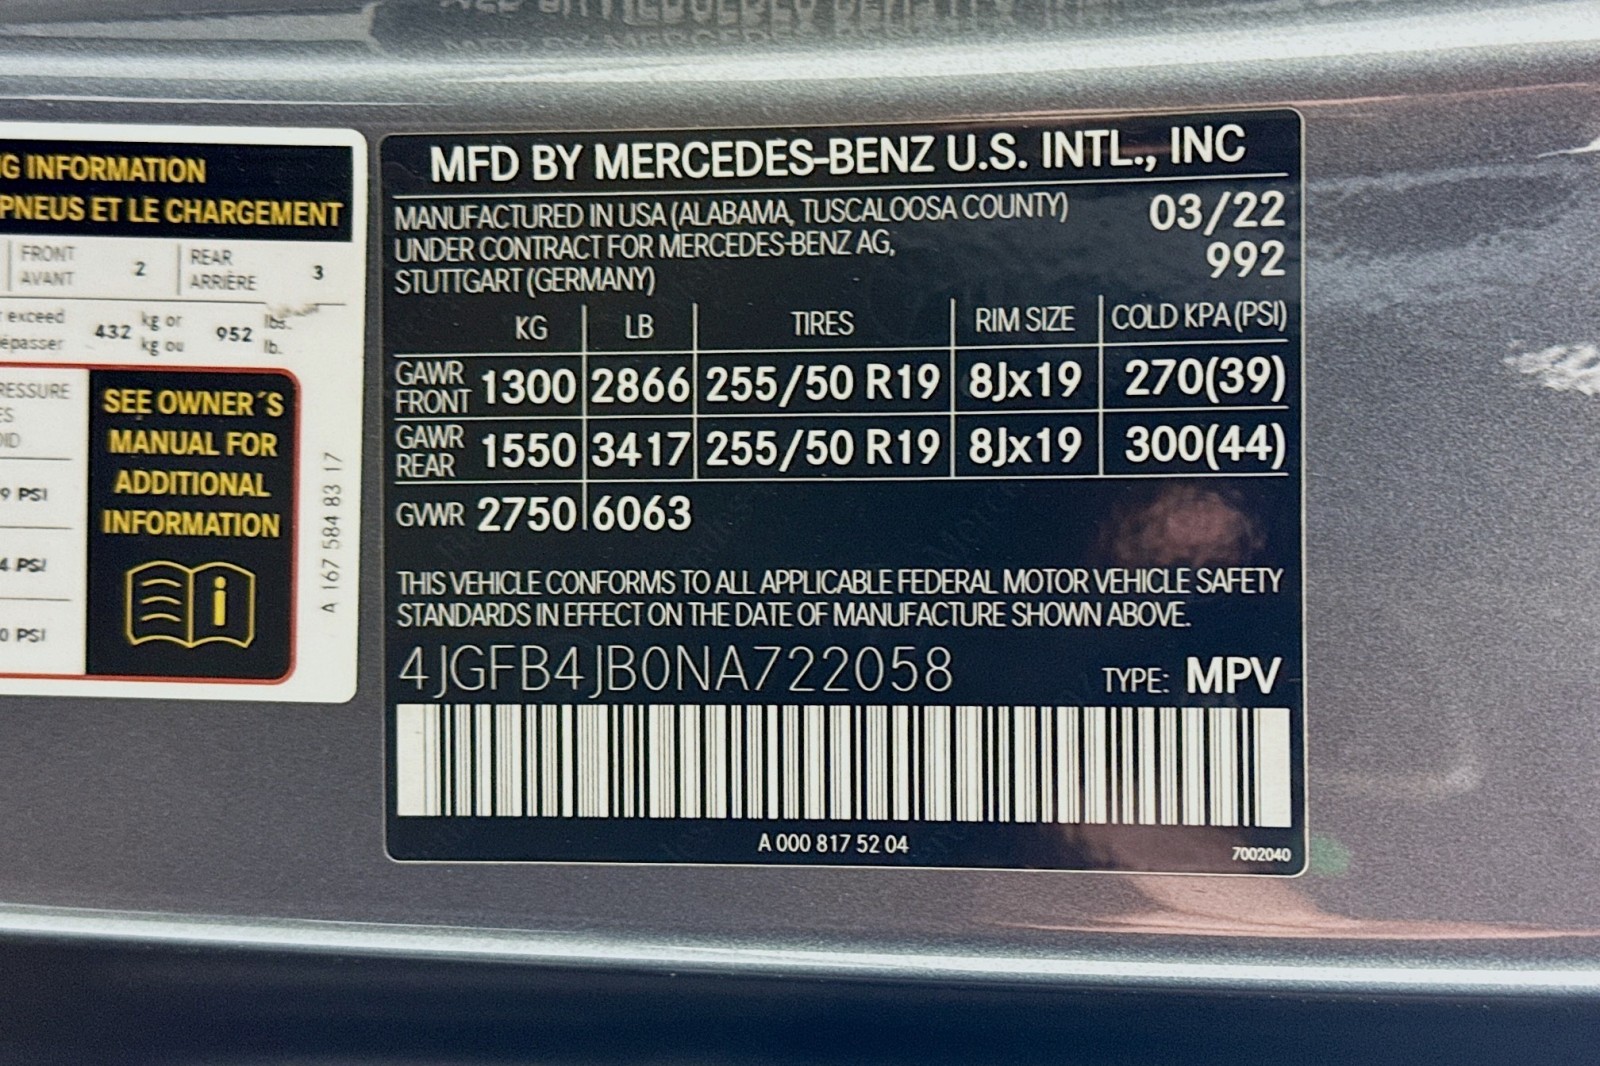 G INFORMATION
PNEUS ET LE CHARGEMENT
FRONT 2 REAR 3
AVANT ARRIÈRE
exceed 432 kg or 952 lbs.
épasser kg ou lb.
RESSURE
SEE OWNER´S
MANUAL FOR
ADDITIONAL
INFORMATION
9 PSI
4 PSI
0 PSI
A 167 584 83 17
MFD BY MERCEDES-BENZ U.S. INTL., INC
MANUFACTURED IN USA (ALABAMA, TUSCALOOSA COUNTY) 03/22
UNDER CONTRACT FOR MERCEDES-BENZ AG, 992
STUTTGART (GERMANY)
KG LB TIRES RIM SIZE COLD KPA (PSI)
GAWR FRONT 1300 2866 255/50 R19 8Jx19 270(39)
GAWR REAR 1550 3417 255/50 R19 8Jx19 300(44)
GVWR 2750 6063
THIS VEHICLE CONFORMS TO ALL APPLICABLE FEDERAL MOTOR VEHICLE SAFETY
STANDARDS IN EFFECT ON THE DATE OF MANUFACTURE SHOWN ABOVE.
4JGFB4JB0NA722058 TYPE: MPV
A 000 817 52 04
7002040